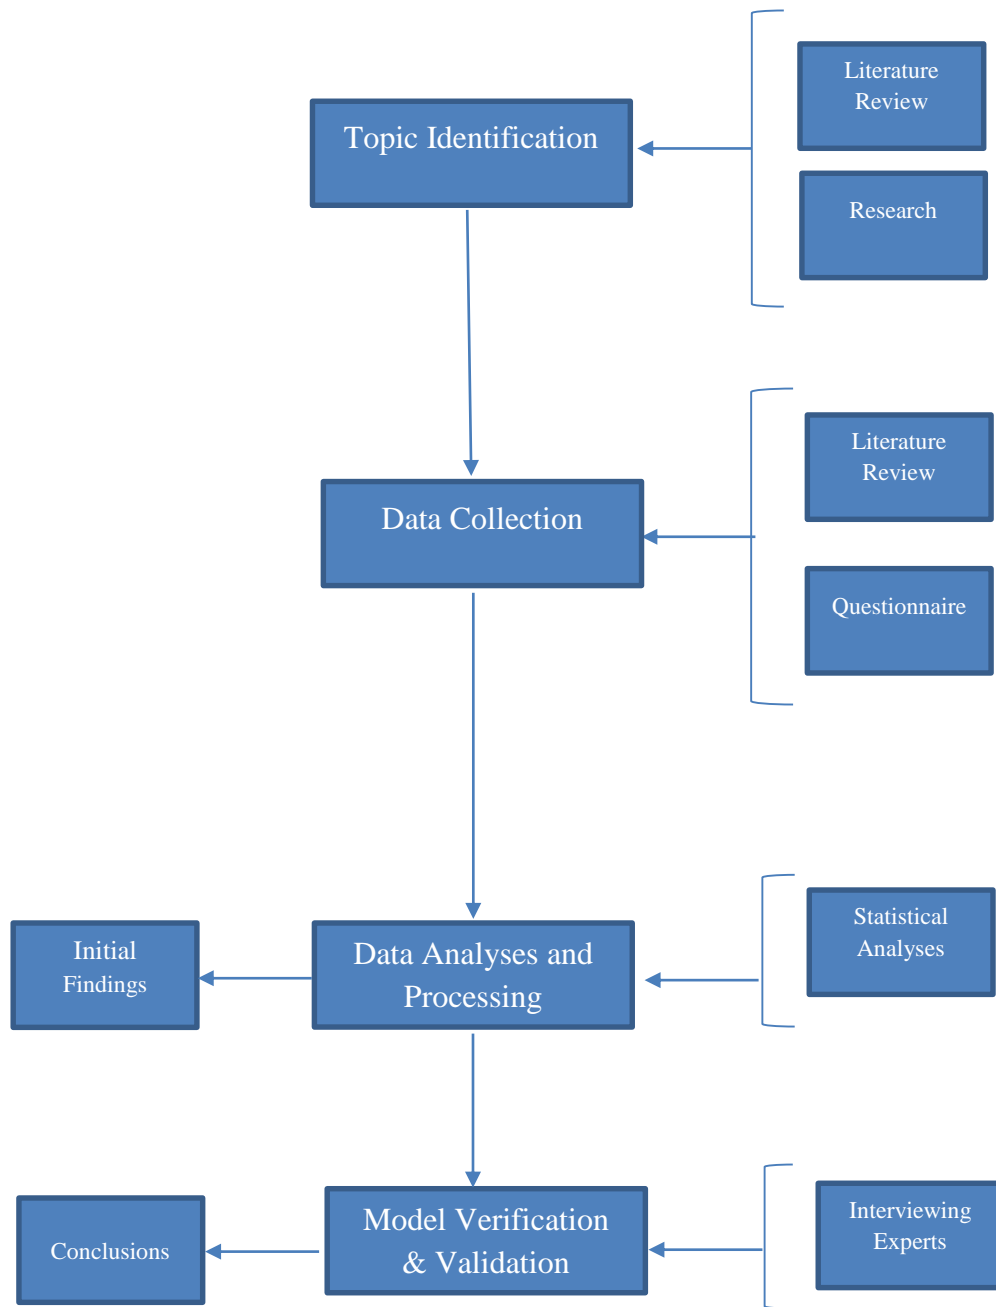 Literature
Review
Topic Identification
Research
Literature
Review
Data Collection
Questionnaire
Statistical
Analyses
Initial
Findings
Data Analyses and
Processing
Interviewing
Experts
Model Verification
& Validation
Conclusions